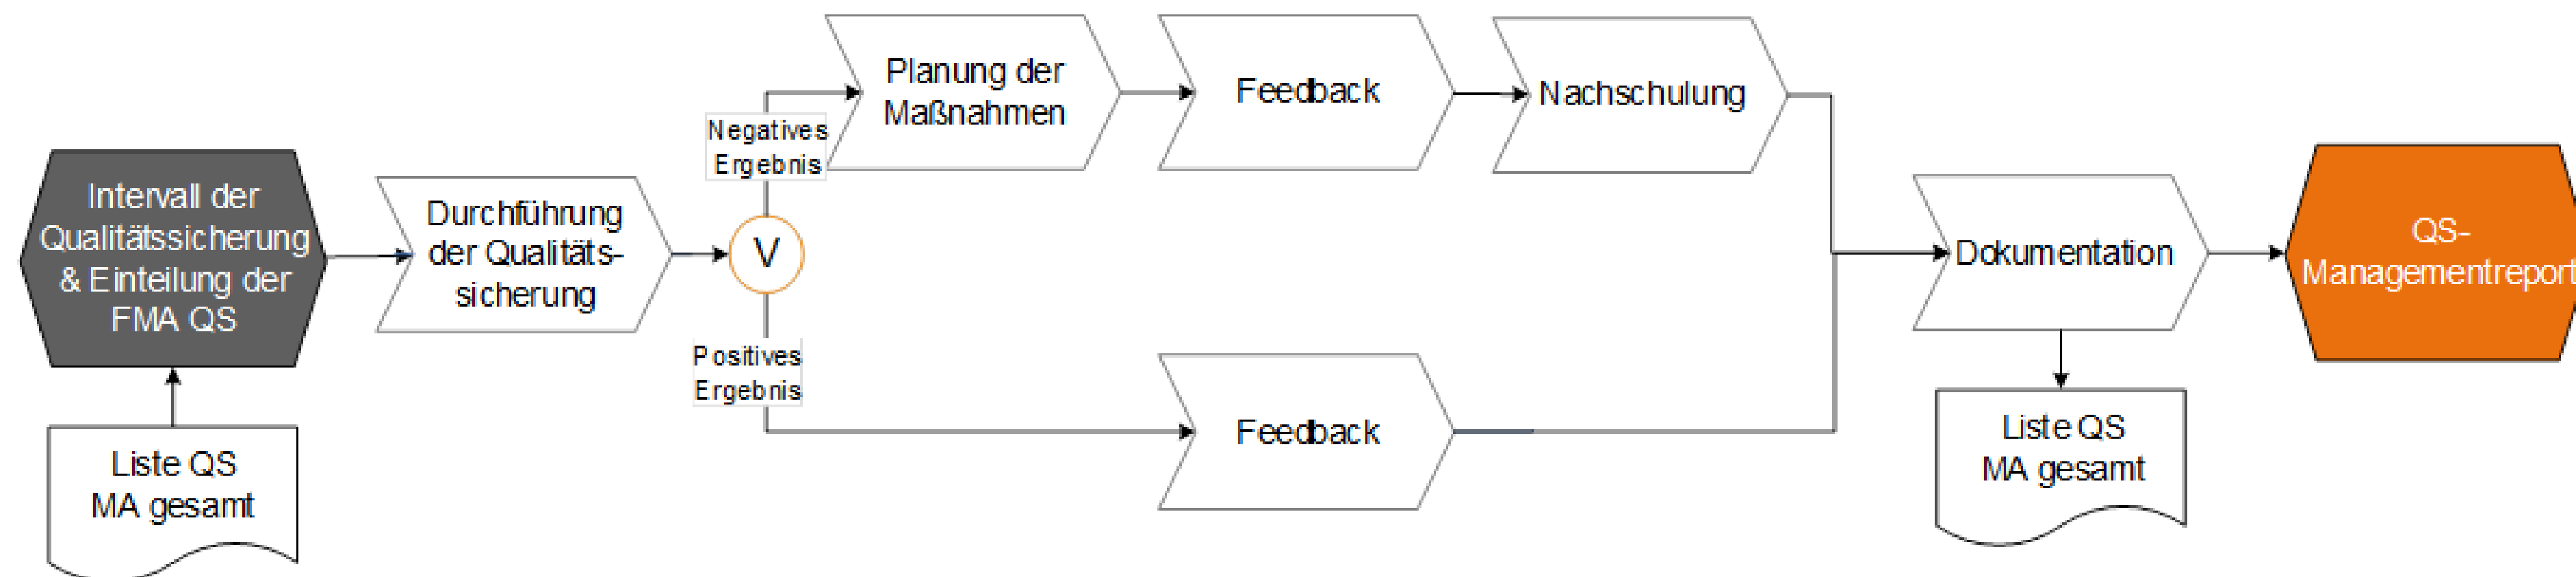 Intervall der
Qualitätssicherung
& Einteilung der
FMA QS
Liste QS
MA gesamt
Durchführung
der Qualitäts-
sicherung
V
Negatives
Ergebnis
Positives
Ergebnis
Planung der
Maßnahmen
Feedback
Nachschulung
Feedback
Dokumentation
Liste QS
MA gesamt
QS-
Managementreport